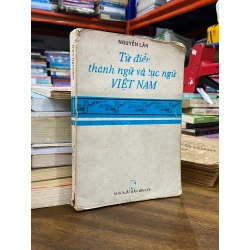 NGUYỄN LÂN
Từ điển
thành ngữ và tục ngữ
VIỆT NAM